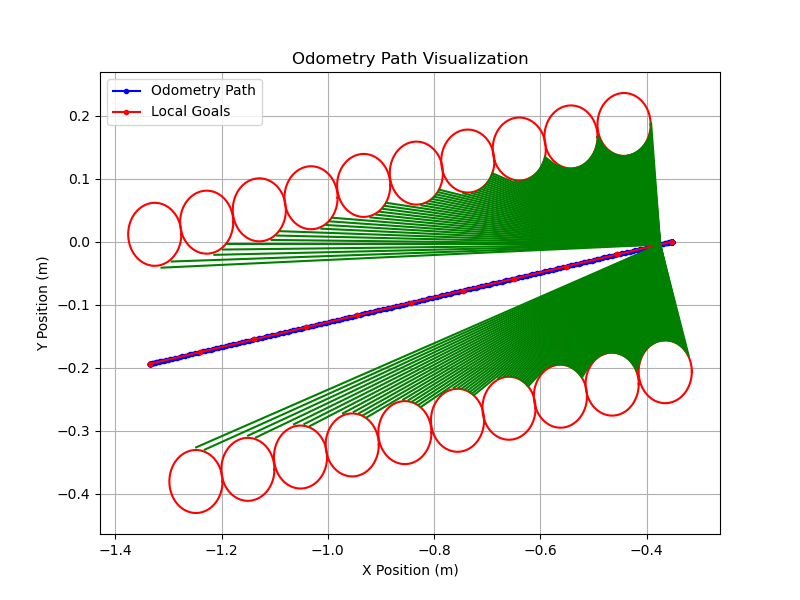 Odometry Path Visualization
Odometry Path
Local Goals
0.2
0.1
0.0
−0.1
−0.2
−0.3
−0.4
Y Position (m)
−1.4 −1.2 −1.0 −0.8 −0.6 −0.4
X Position (m)